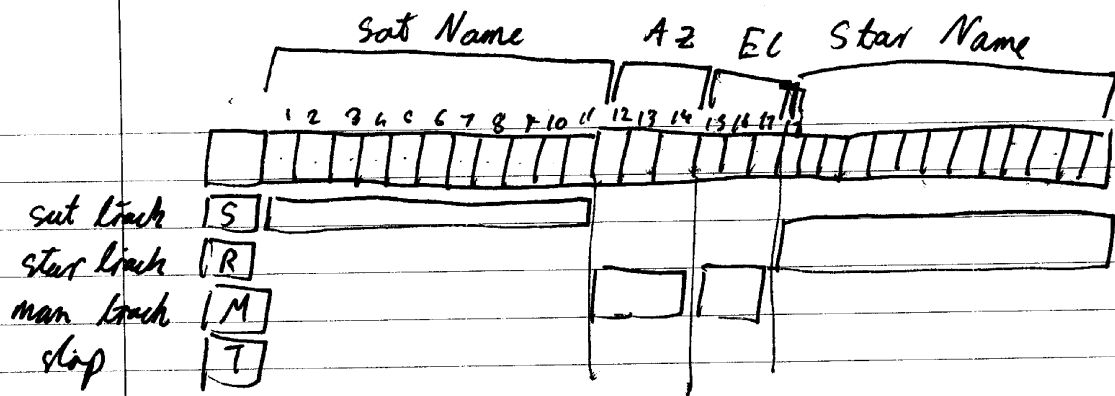 Sat Name AZ EL Star Name
1 2 3 4 5 6 7 8 9 10 11 12 13 14 15 16 17 18
sat track S
star track R
man track M
stop T